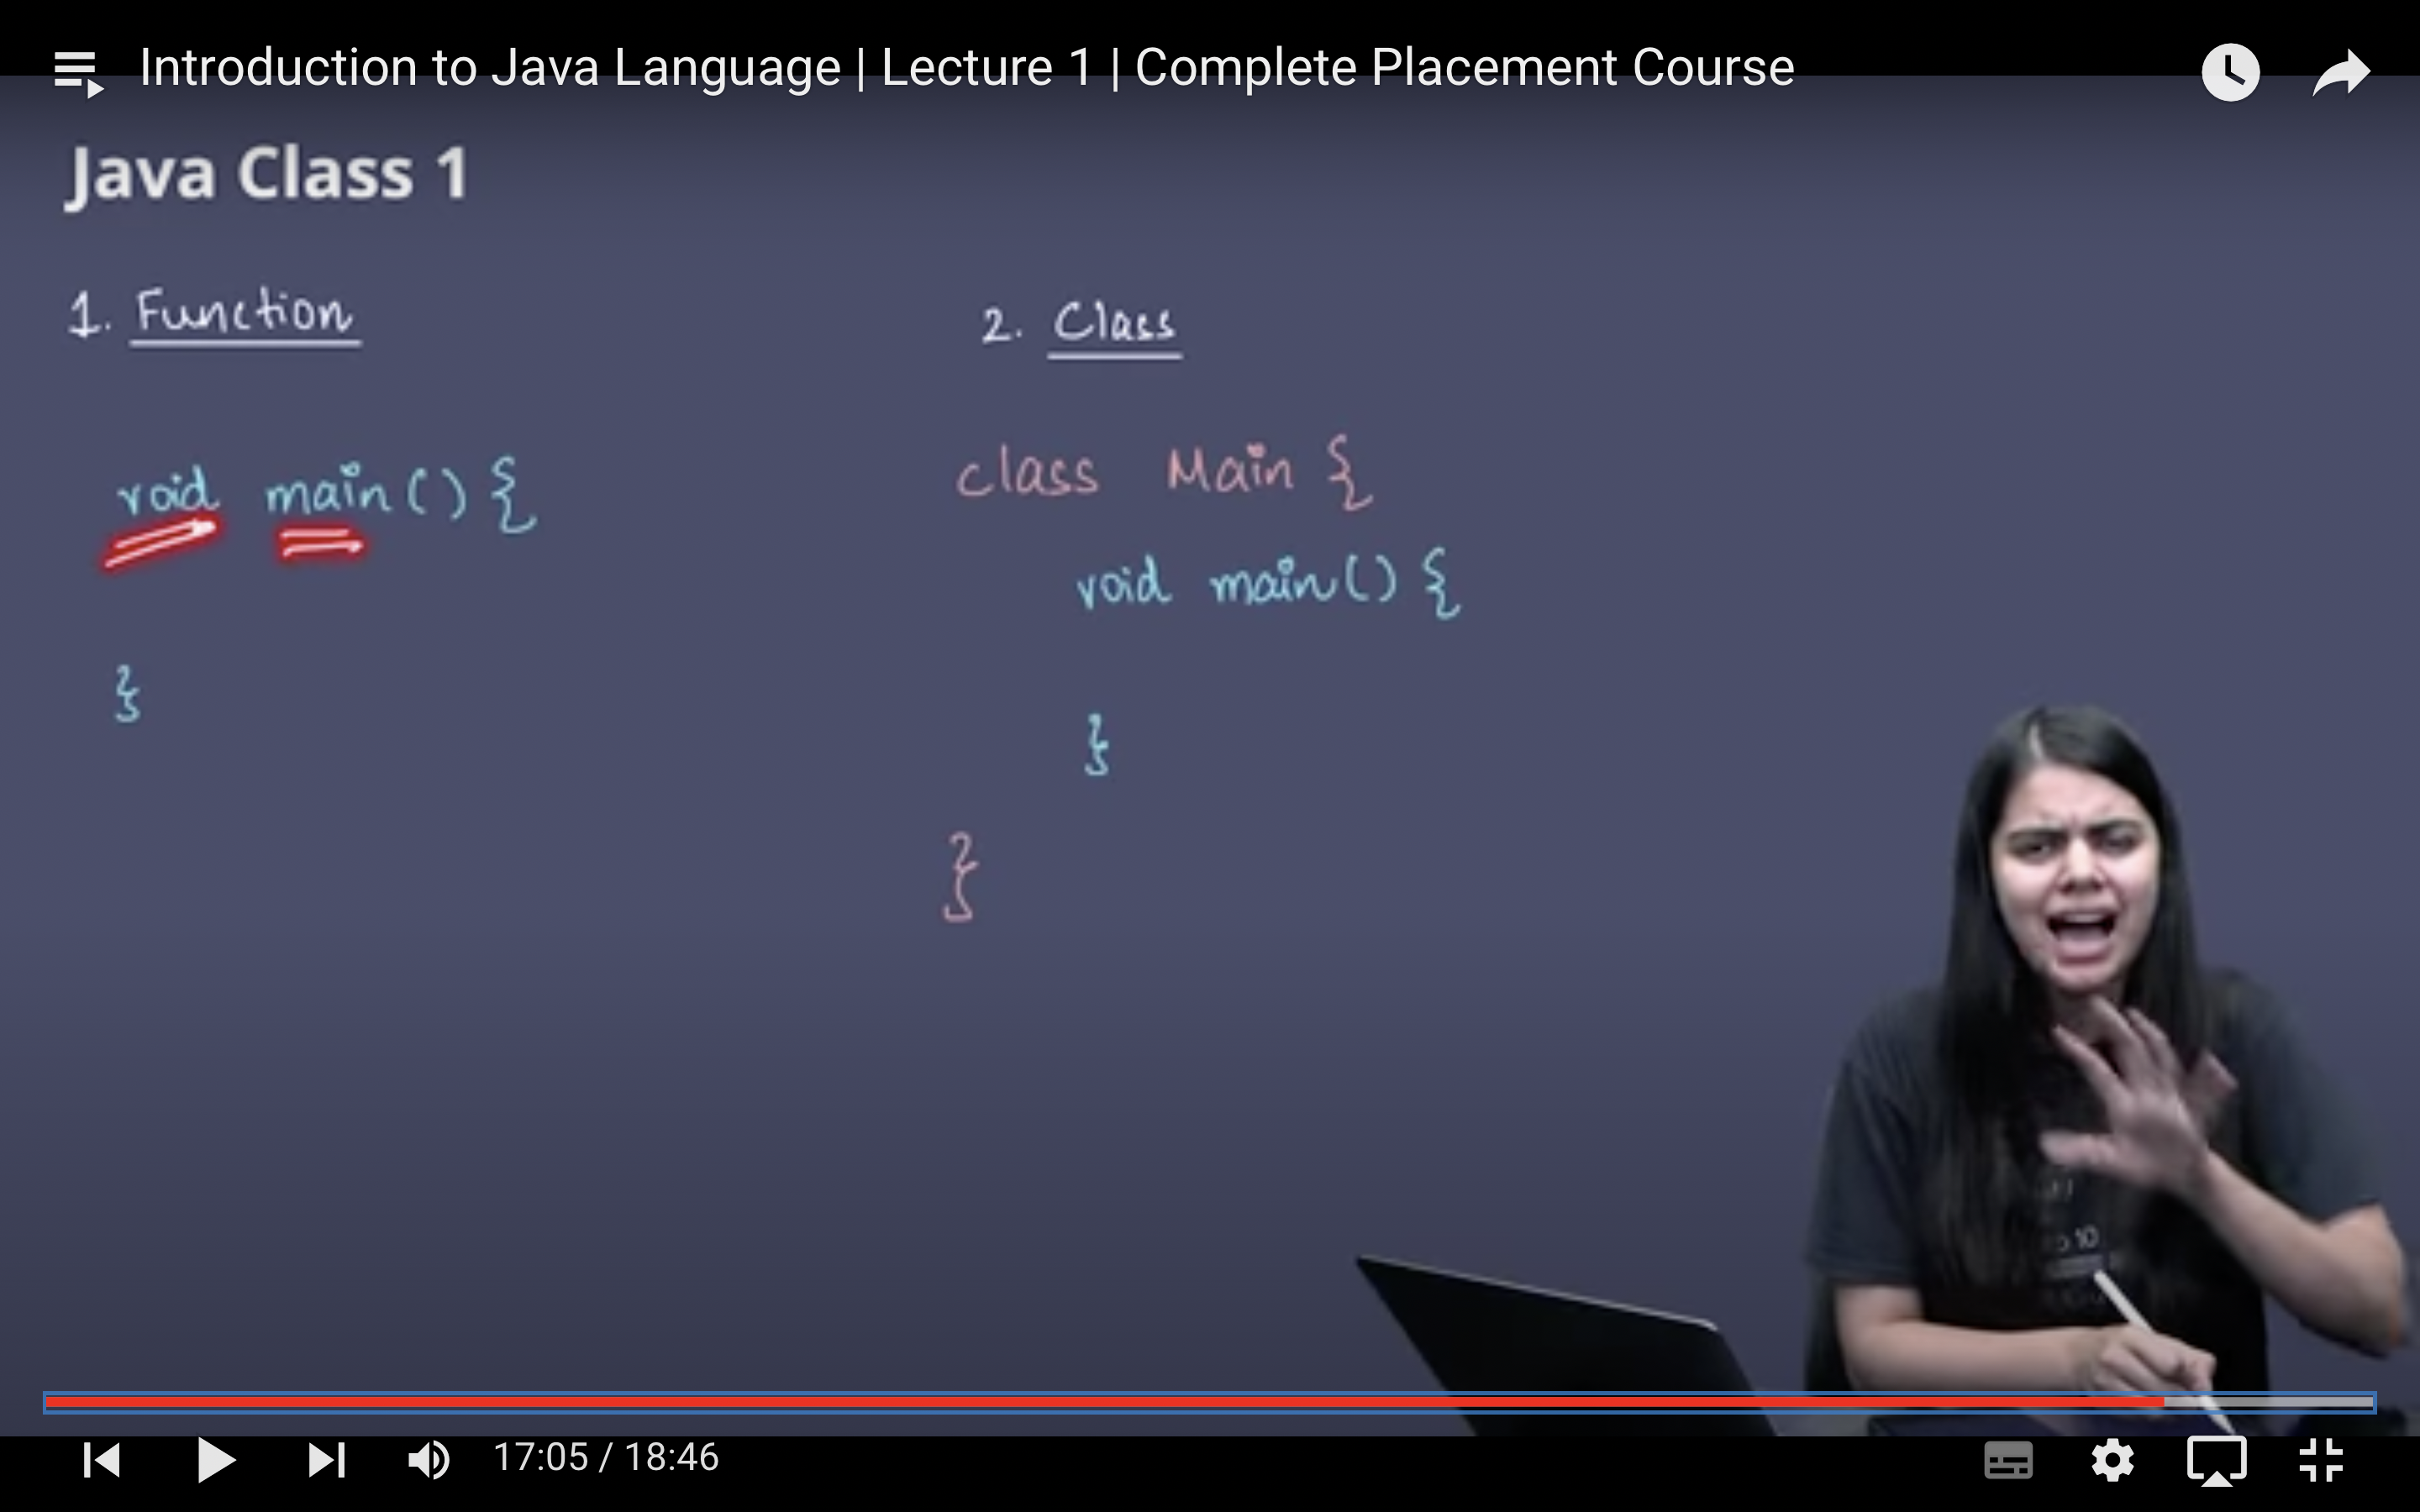 Introduction to Java Language | Lecture 1 | Complete Placement Course
Java Class 1
1. Function
void main() {
}
2. Class
class Main {
void main() {
}
}
10
17:05 / 18:46